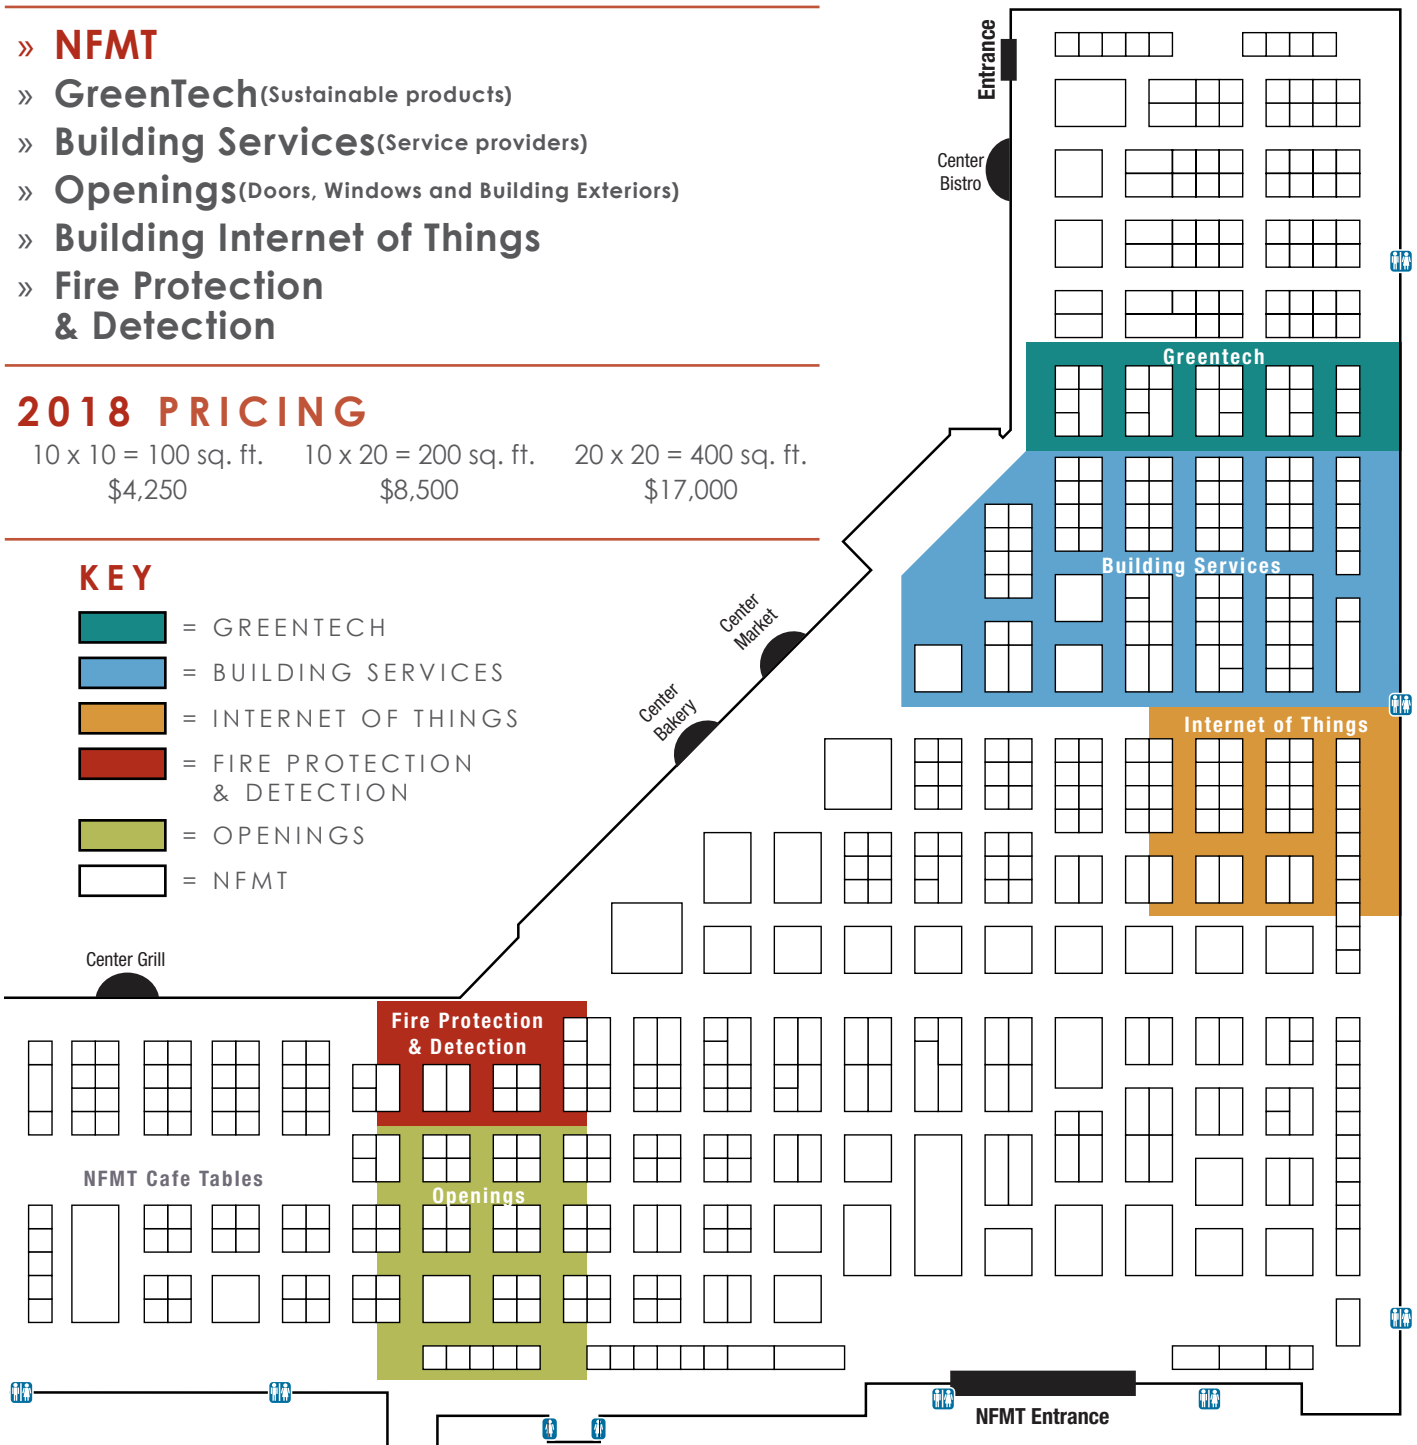 » NFMT
» GreenTech(Sustainable products)
» Building Services(Service providers)
» Openings(Doors, Windows and Building Exteriors)
» Building Internet of Things
» Fire Protection
& Detection
2018 PRICING
10 x 10 = 100 sq. ft. 10 x 20 = 200 sq. ft. 20 x 20 = 400 sq. ft.
$4,250 $8,500 $17,000
KEY
= GREENTECH
= BUILDING SERVICES
= INTERNET OF THINGS
= FIRE PROTECTION
& DETECTION
= OPENINGS
= NFMT
Entrance
Center
Bistro
Greentech
Building Services
Center
Market
Center
Bakery
Internet of Things
Center Grill
Fire Protection
& Detection
NFMT Cafe Tables
Openings
NFMT Entrance